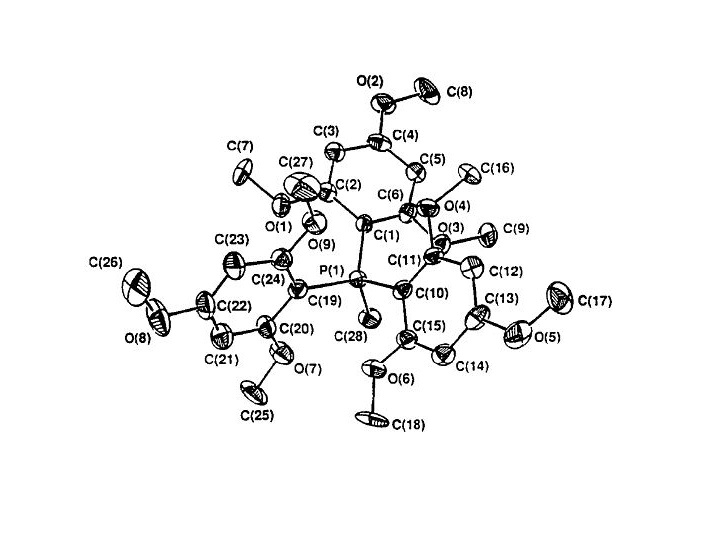 O(2)
C(8)
C(3)
C(4)
C(7)
C(27)
C(5)
C(16)
C(2)
C(6)
O(4)
O(1)
O(9)
C(1)
O(3)
C(9)
C(23)
C(11)
C(26)
C(24)
P(1)
C(12)
C(22)
C(19)
C(10)
C(13)
C(17)
O(8)
C(20)
C(28)
C(15)
O(5)
C(21)
O(7)
O(6)
C(14)
C(25)
C(18)